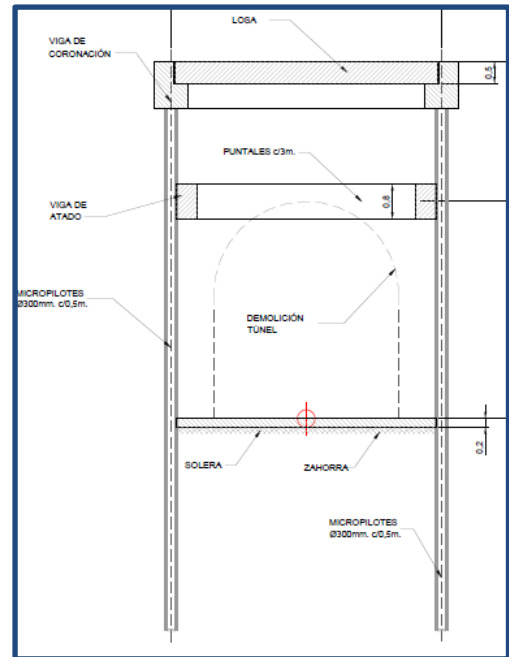 LOSA
VIGA DE
CORONACIÓN
0.5
PUNTALES c/3m.
0.8
VIGA DE
ATADO
MICROPILOTES
Ø300mm. c/0,5m.
DEMOLICIÓN
TÚNEL
SOLERA
ZAHORRA
0.2
MICROPILOTES
Ø300mm. c/0,5m.